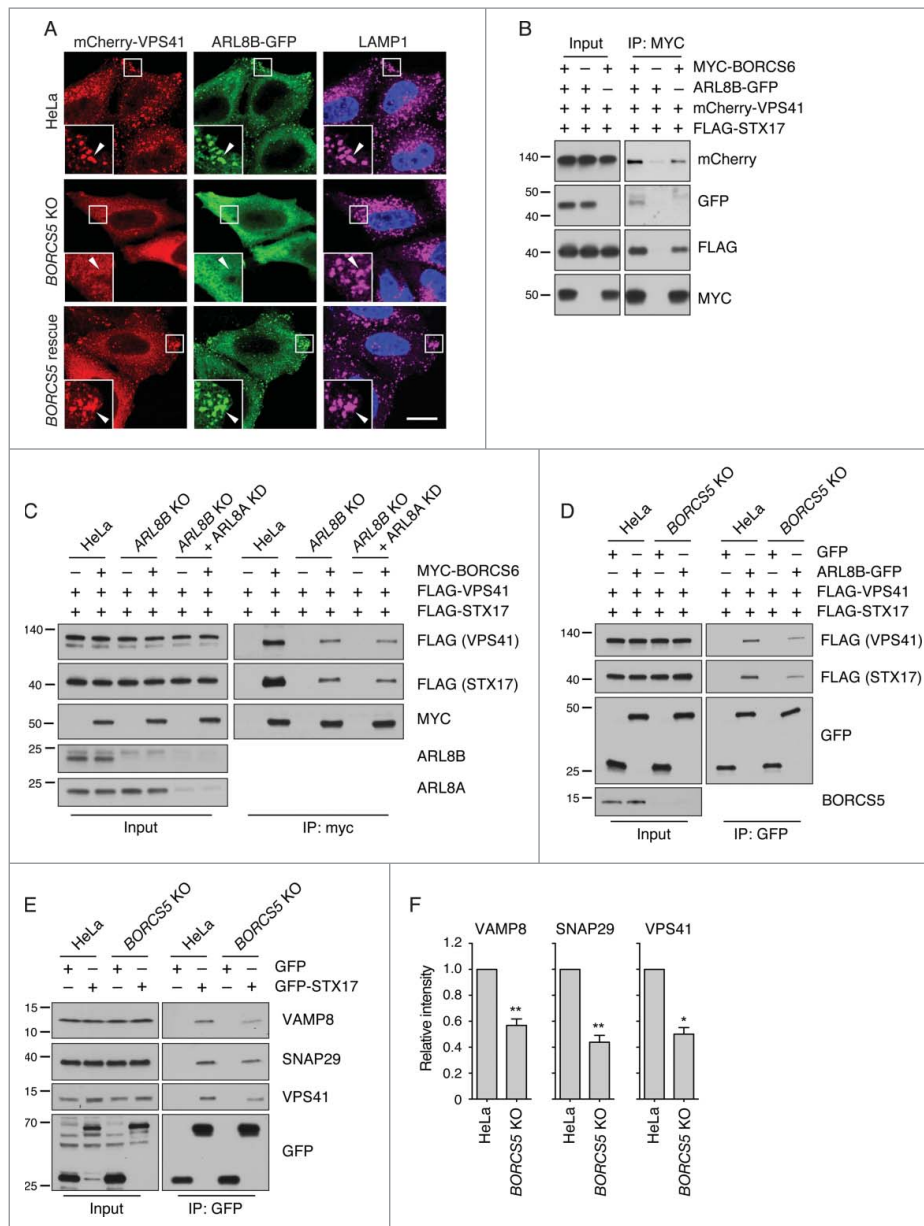 A
mCherry-VPS41 ARL8B-GFP LAMP1
HeLa
BORCS5 KO
BORCS5 rescue
B
Input IP: MYC
+ − + + − + MYC-BORCS6
+ + − + + − ARL8B-GFP
+ + + + + + mCherry-VPS41
+ + + + + + FLAG-STX17
140 mCherry
50
40
GFP
40 FLAG
50 MYC
C
HeLa ARL8B KO ARL8B KO + ARL8A KD HeLa ARL8B KO ARL8B KO + ARL8A KD
− + − + − + − + − + − + MYC-BORCS6
+ + + + + + + + + + + + FLAG-VPS41
+ + + + + + + + + + + + FLAG-STX17
140 FLAG (VPS41)
40 FLAG (STX17)
50 MYC
25 ARL8B
25 ARL8A
Input IP: myc
D
HeLa BORCS5 KO HeLa BORCS5 KO
+ − + − + − + − GFP
− + − + − + − + ARL8B-GFP
+ + + + + + + + FLAG-VPS41
+ + + + + + + + FLAG-STX17
140 FLAG (VPS41)
40 FLAG (STX17)
50
GFP
25
15 BORCS5
Input IP: GFP
E
HeLa BORCS5 KO HeLa BORCS5 KO
+ − + − + − + − GFP
− + − + − + − + GFP-STX17
15
10
VAMP8
40 SNAP29
15 VPS41
70
GFP
25
Input IP: GFP
F
VAMP8 SNAP29 VPS41
Relative intensity
1.2
1
0.8
0.6
0.4
0.2
0
** ** *
HeLa BORCS5 KO HeLa BORCS5 KO HeLa BORCS5 KO